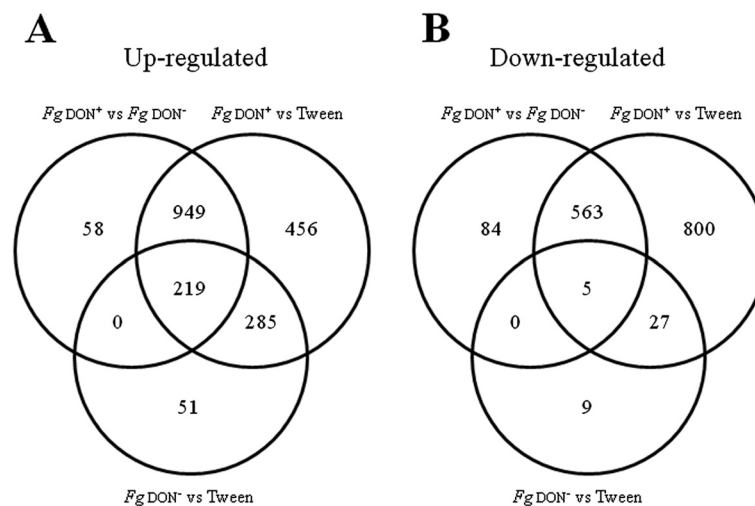 A
B
Up-regulated
Down-regulated
Fg DON⁺ vs Fg DON⁻
Fg DON⁺ vs Tween
Fg DON⁺ vs Fg DON⁻
Fg DON⁺ vs Tween
58
949
456
219
0
285
51
84
563
800
5
0
27
9
Fg DON⁻ vs Tween
Fg DON⁻ vs Tween